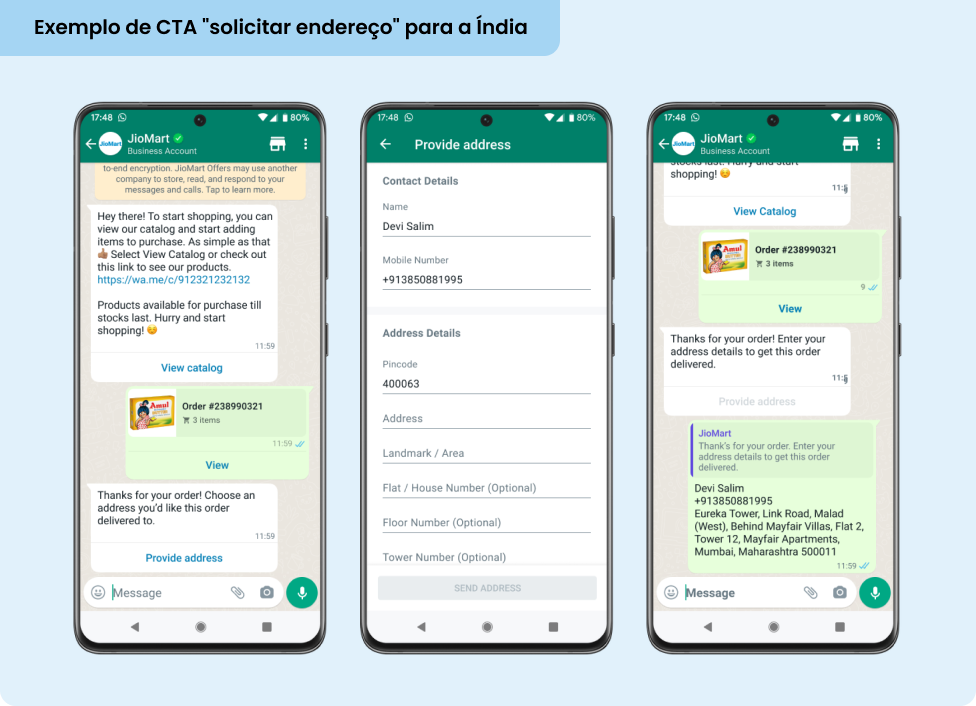 Exemplo de CTA "solicitar endereço" para a Índia
17:48
80%
JioMart
JioMart
Business Account
to-end encryption. JioMart Offers may use another
company to store, read, and respond to your
messages and calls. Tap to learn more.
Hey there! To start shopping, you can
view our catalog and start adding
items to purchase. As simple as that
👍🏽 Select View Catalog or check out
this link to see our products.
https://wa.me/c/912321232132
Products available for purchase till
stocks last. Hurry and start
shopping! 😉
11:59
View catalog
Amul
Order #238990321
3 items
11:59
View
Thanks for your order! Choose an
address you'd like this order
delivered to.
11:59
Provide address
Message
17:48
80%
Provide address
Contact Details
Name
Devi Salim
Mobile Number
+913850881995
Address Details
Pincode
400063
Address
Landmark / Area
Flat / House Number (Optional)
Floor Number (Optional)
Tower Number (Optional)
SEND ADDRESS
17:48
80%
JioMart
JioMart
Business Account
stocks last. Hurry and start
shopping! 😉
View Catalog
Amul
Order #238990321
3 items
9
View
Thanks for your order! Enter your
address details to get this order
delivered.
Provide address
JioMart
Thank's for your order. Enter your
address details to get this order
delivered.
Devi Salim
+913850881995
Eureka Tower, Link Road, Malad
(West), Behind Mayfair Villas, Flat 2,
Tower 12, Mayfair Apartments,
Mumbai, Maharashtra 500011
11:59
Message